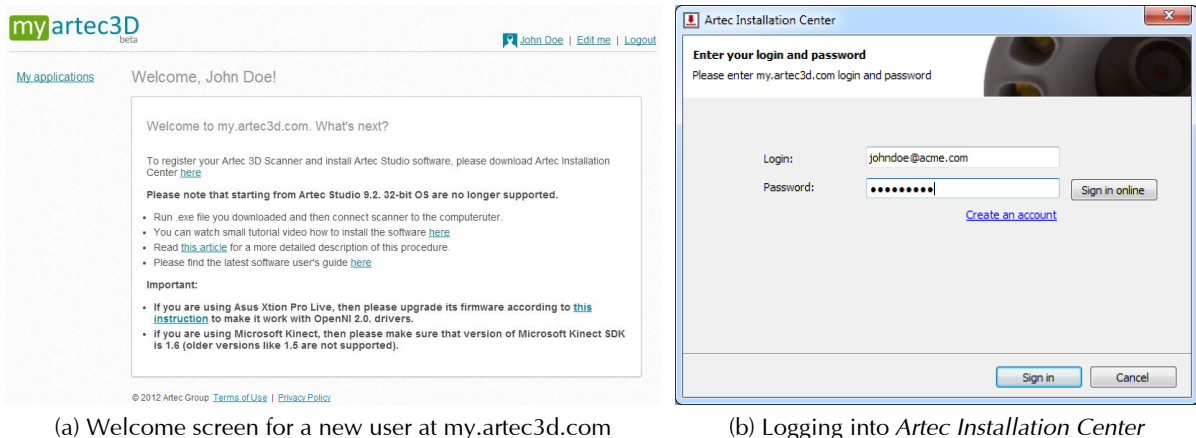 my artec3D
beta
John Doe | Edit me | Logout
My applications
Welcome, John Doe!
Welcome to my.artec3d.com. What's next?
To register your Artec 3D Scanner and install Artec Studio software, please download Artec Installation
Center here
Please note that starting from Artec Studio 9.2. 32-bit OS are no longer supported.
• Run .exe file you downloaded and then connect scanner to the computeruter.
• You can watch small tutorial video how to install the software here
• Read this article for a more detailed description of this procedure.
• Please find the latest software user's guide here
Important:
• If you are using Asus Xtion Pro Live, then please upgrade its firmware according to this
instruction to make it work with OpenNI 2.0. drivers.
• if you are using Microsoft Kinect, then please make sure that version of Microsoft Kinect SDK
is 1.6 (older versions like 1.5 are not supported).
© 2012 Artec Group Terms of Use | Privacy Policy
(a) Welcome screen for a new user at my.artec3d.com
Artec Installation Center
Enter your login and password
Please enter my.artec3d.com login and password
Login:
johndoe@acme.com
Password:
•••••••••
Sign in online
Create an account
Sign in
Cancel
(b) Logging into Artec Installation Center